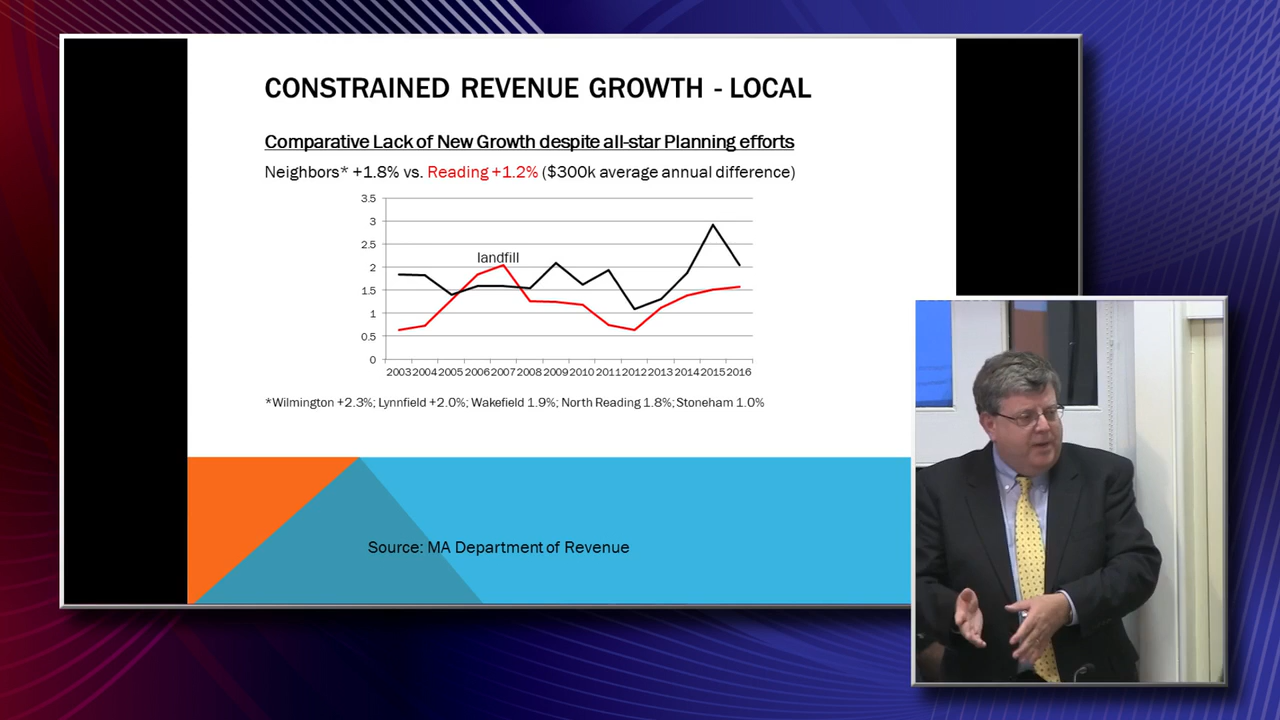 CONSTRAINED REVENUE GROWTH - LOCAL
Comparative Lack of New Growth despite all-star Planning efforts
Neighbors* +1.8% vs. Reading +1.2% ($300k average annual difference)
3.5
3
2.5
2
1.5
1
0.5
0
landfill
2003 2004 2005 2006 2007 2008 2009 2010 2011 2012 2013 2014 2015 2016
*Wilmington +2.3%; Lynnfield +2.0%; Wakefield 1.9%; North Reading 1.8%; Stoneham 1.0%
Source: MA Department of Revenue